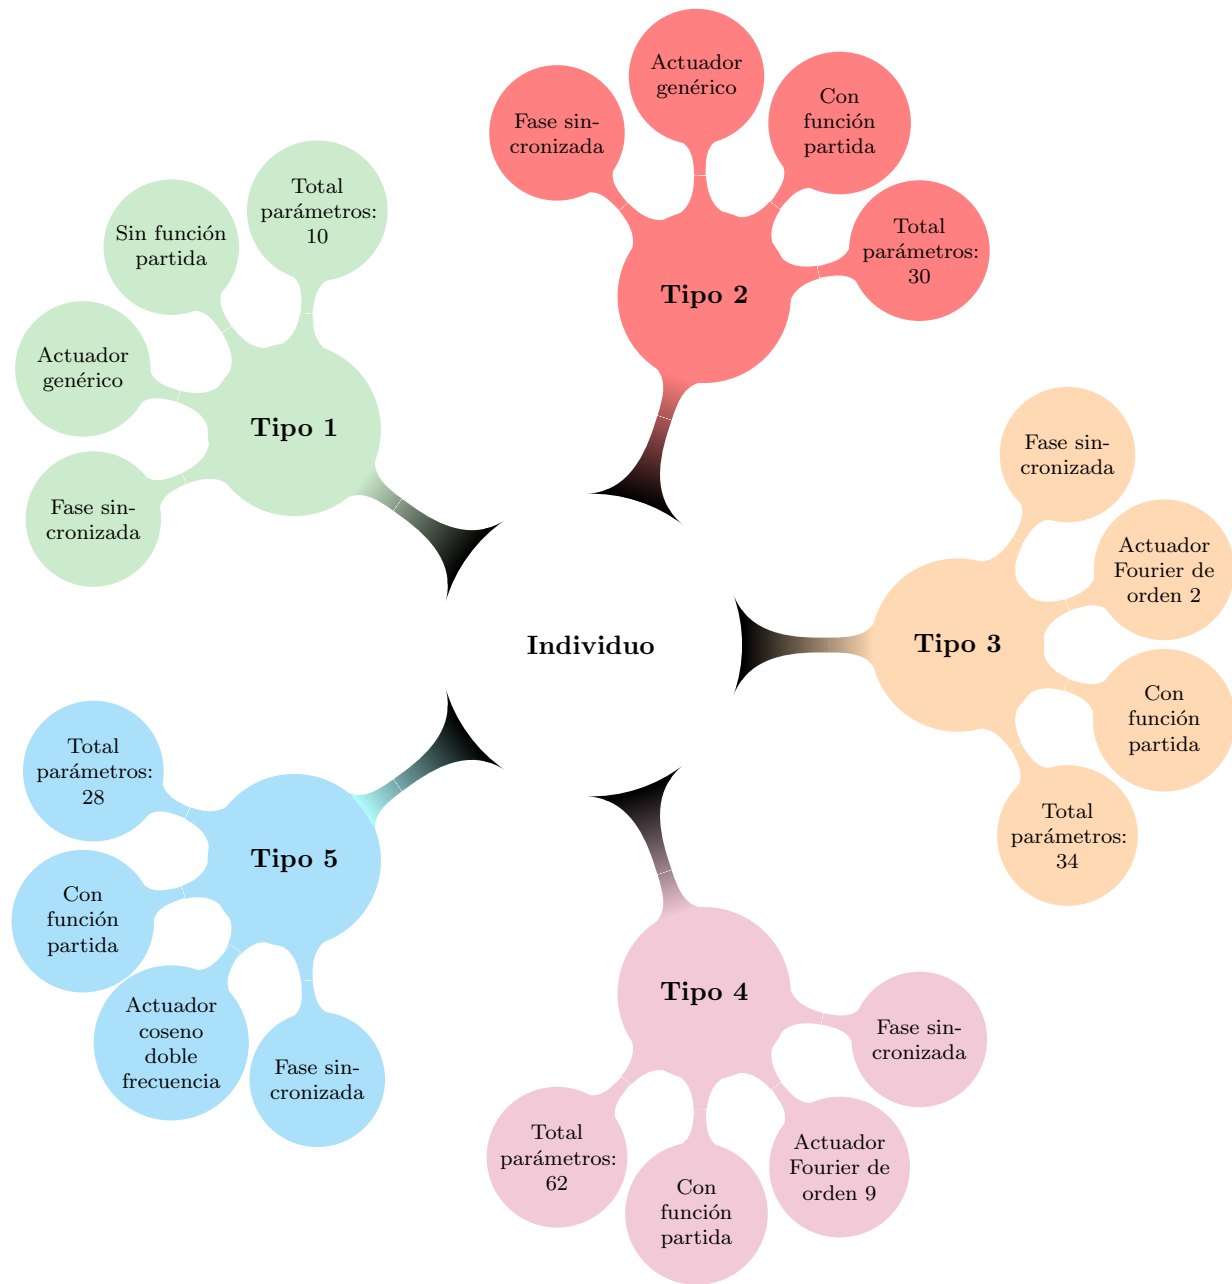 Individuo
Tipo 1
Fase sin-
cronizada
Actuador
genérico
Sin función
partida
Total
parámetros:
10
Tipo 2
Fase sin-
cronizada
Actuador
genérico
Con
función
partida
Total
parámetros:
30
Tipo 3
Fase sin-
cronizada
Actuador
Fourier de
orden 2
Con
función
partida
Total
parámetros:
34
Tipo 4
Fase sin-
cronizada
Actuador
Fourier de
orden 9
Con
función
partida
Total
parámetros:
62
Tipo 5
Fase sin-
cronizada
Actuador
coseno
doble
frecuencia
Con
función
partida
Total
parámetros:
28